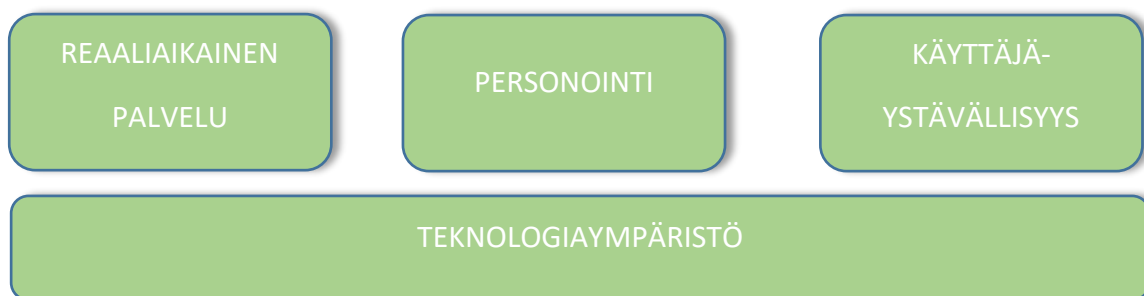 REAALIAIKAINEN
PALVELU
PERSONOINTI
KÄYTTÄJÄ-
YSTÄVÄLLISYYS
TEKNOLOGIAYMPÄRISTÖ